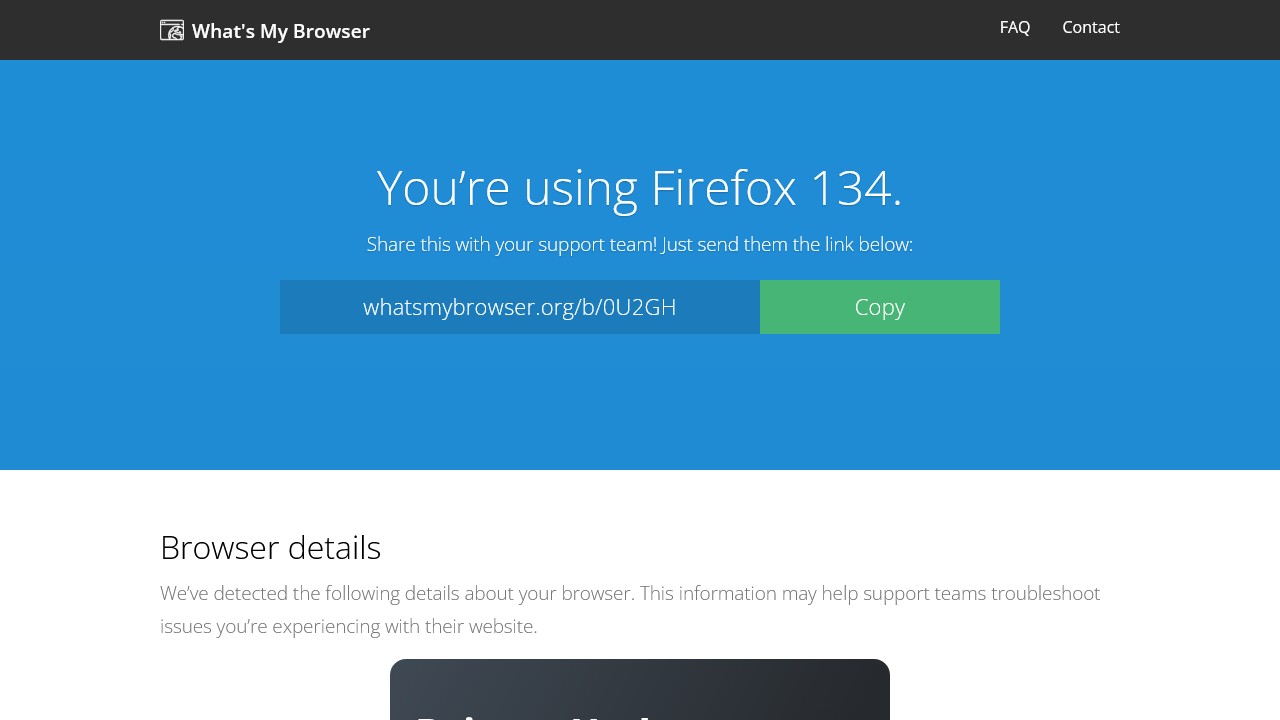 What's My Browser
FAQ
Contact
You’re using Firefox 134.
Share this with your support team! Just send them the link below:
whatsmybrowser.org/b/0U2GH
Copy
Browser details
We’ve detected the following details about your browser. This information may help support teams troubleshoot
issues you’re experiencing with their website.